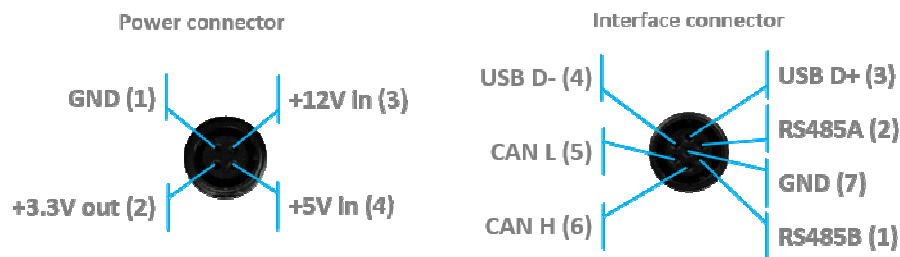 Power connector
GND (1)
+12V in (3)
+3.3V out (2)
+5V in (4)
Interface connector
USB D- (4)
USB D+ (3)
RS485A (2)
CAN L (5)
GND (7)
CAN H (6)
RS485B (1)